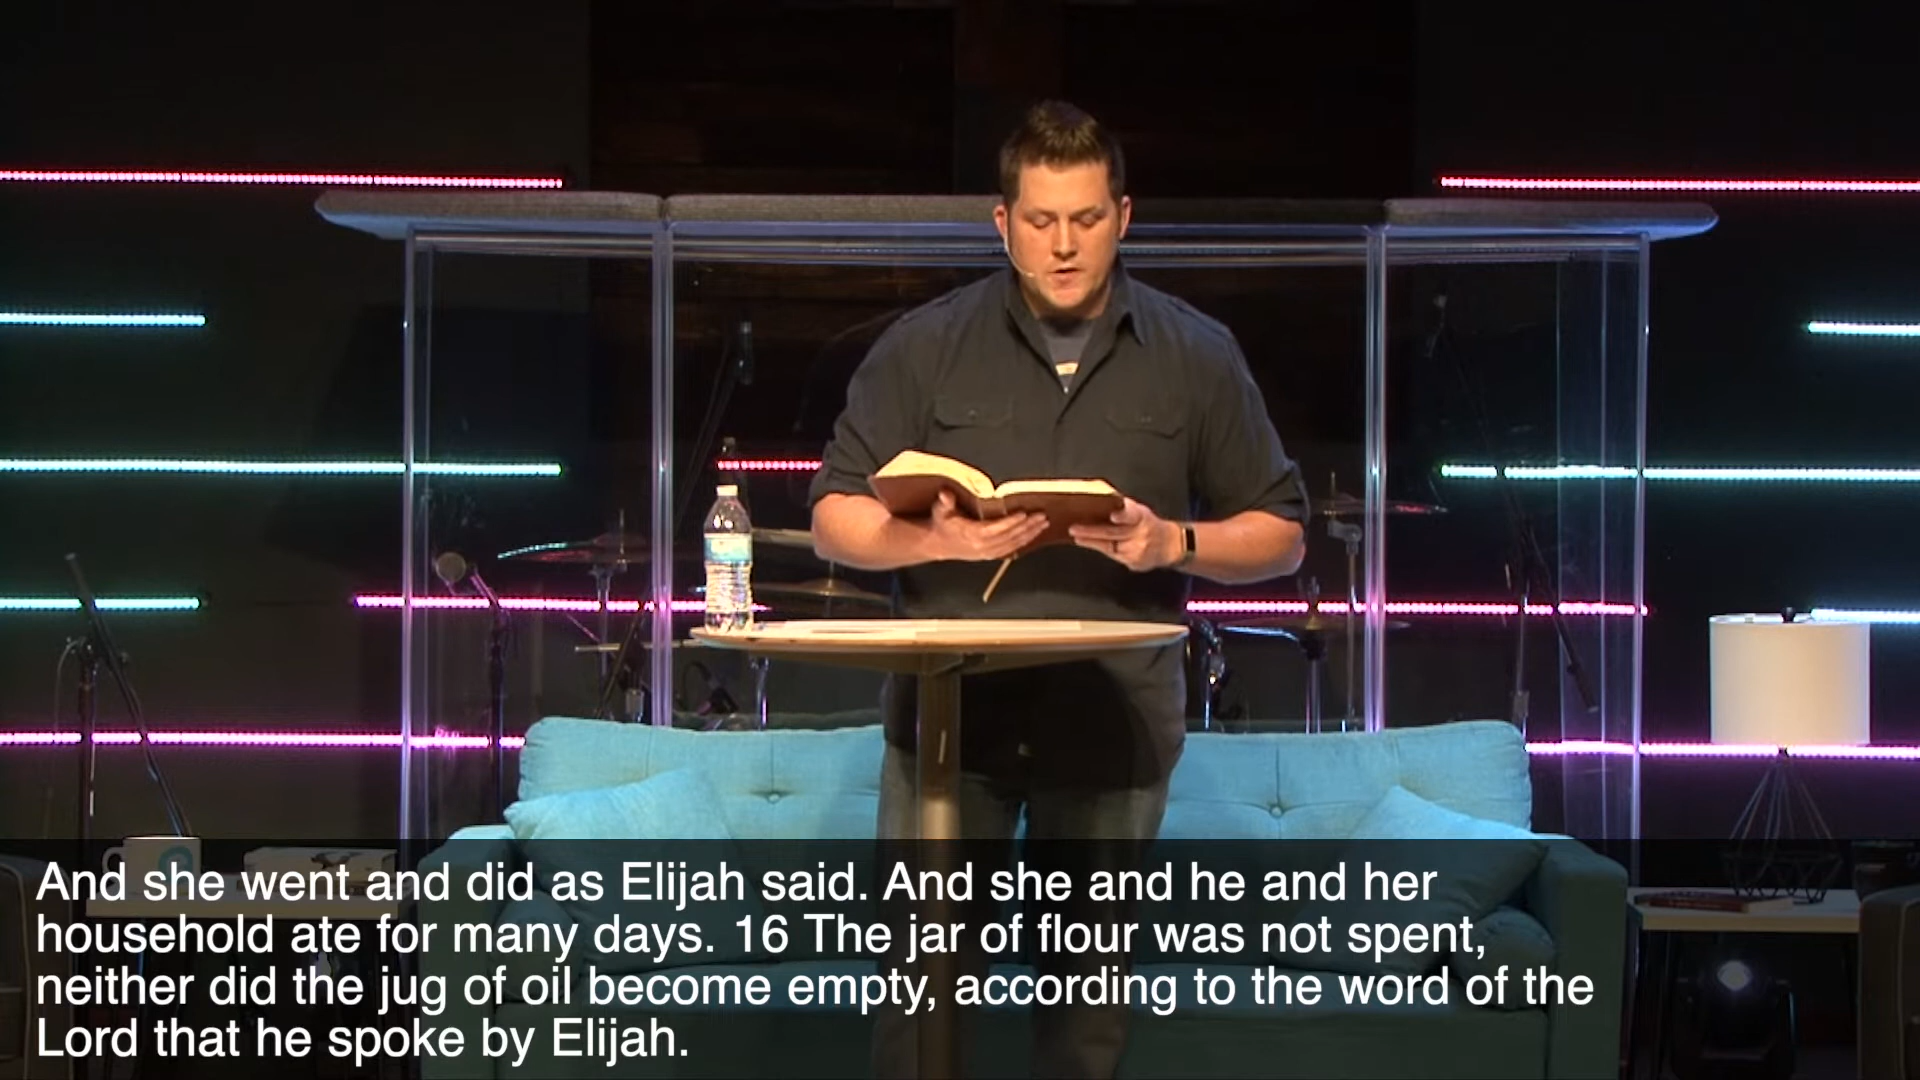 And she went and did as Elijah said. And she and he and her
household ate for many days. 16 The jar of flour was not spent,
neither did the jug of oil become empty, according to the word of the
Lord that he spoke by Elijah.